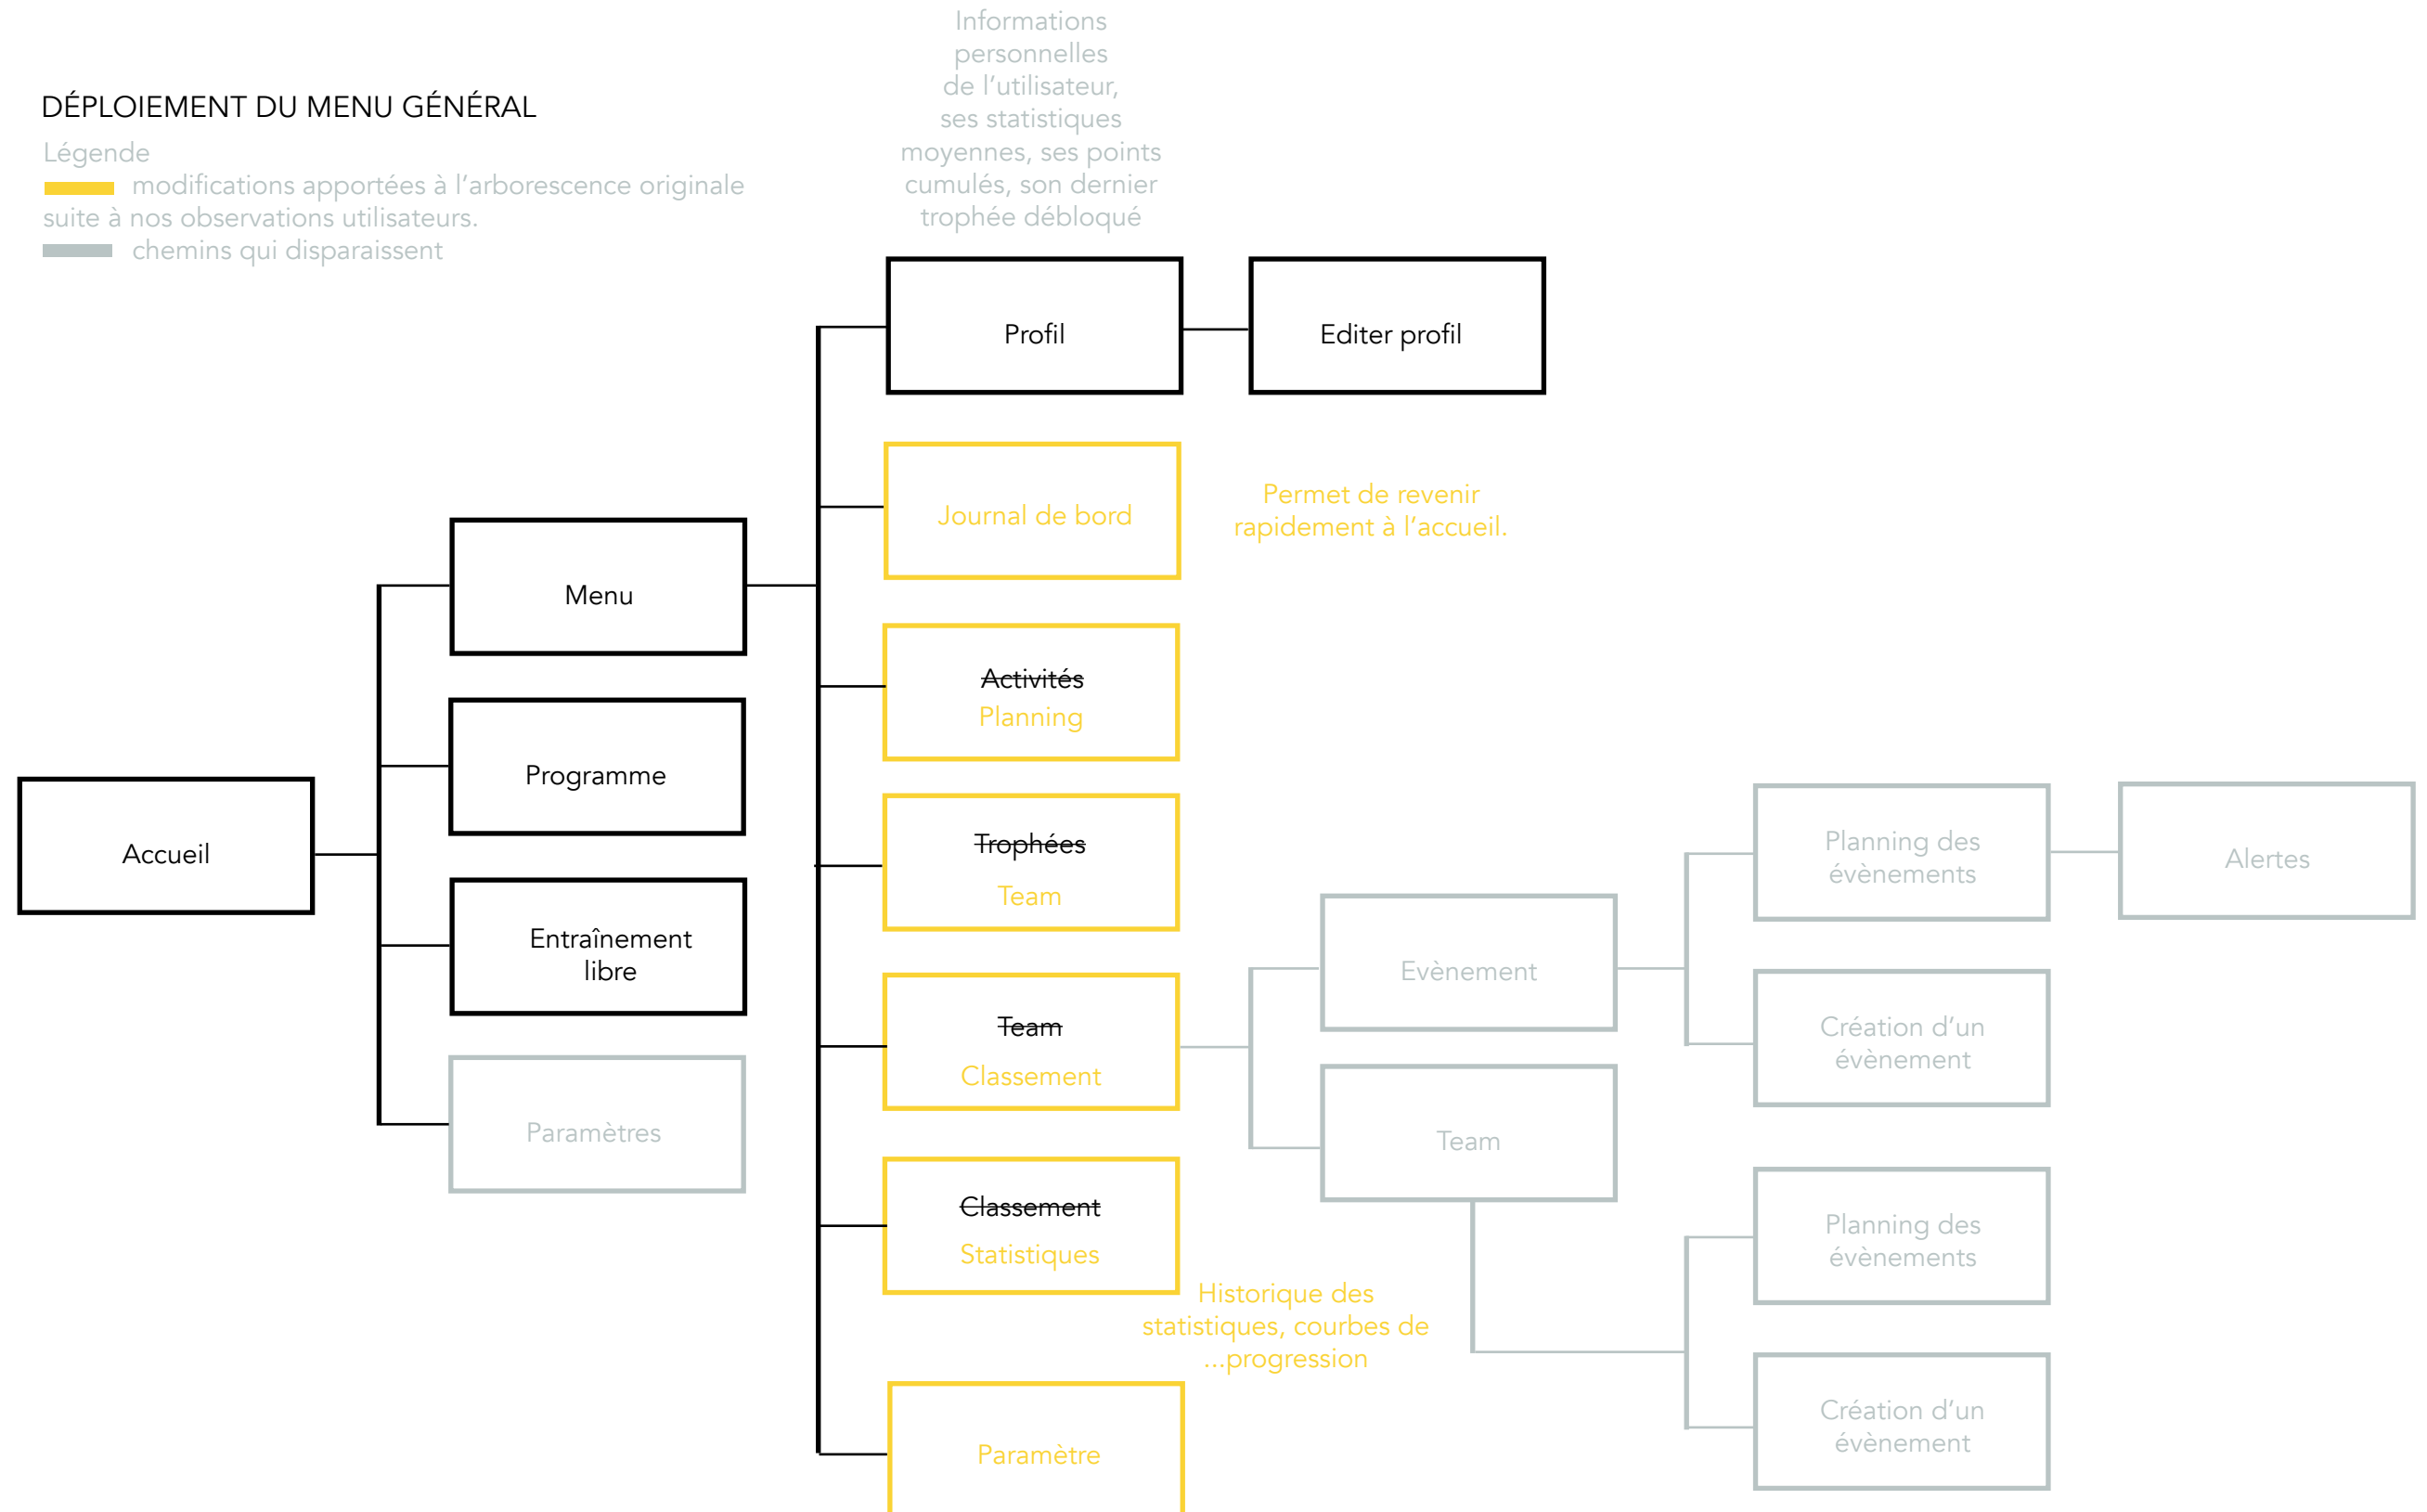 Informations
personnelles
de l’utilisateur,
ses statistiques
moyennes, ses points
cumulés, son dernier
trophée débloqué
DÉPLOIEMENT DU MENU GÉNÉRAL
Légende
modifications apportées à l’arborescence originale
suite à nos observations utilisateurs.
chemins qui disparaissent
Profil
Editer profil
Journal de bord
Permet de revenir
rapidement à l’accueil.
Menu
Activités
Planning
Programme
Accueil
Trophées
Team
Entraînement
libre
Team
Classement
Paramètres
Classement
Statistiques
Historique des
statistiques, courbes de
...progression
Paramètre
Evènement
Team
Planning des
évènements
Alertes
Création d’un
évènement
Planning des
évènements
Création d’un
évènement